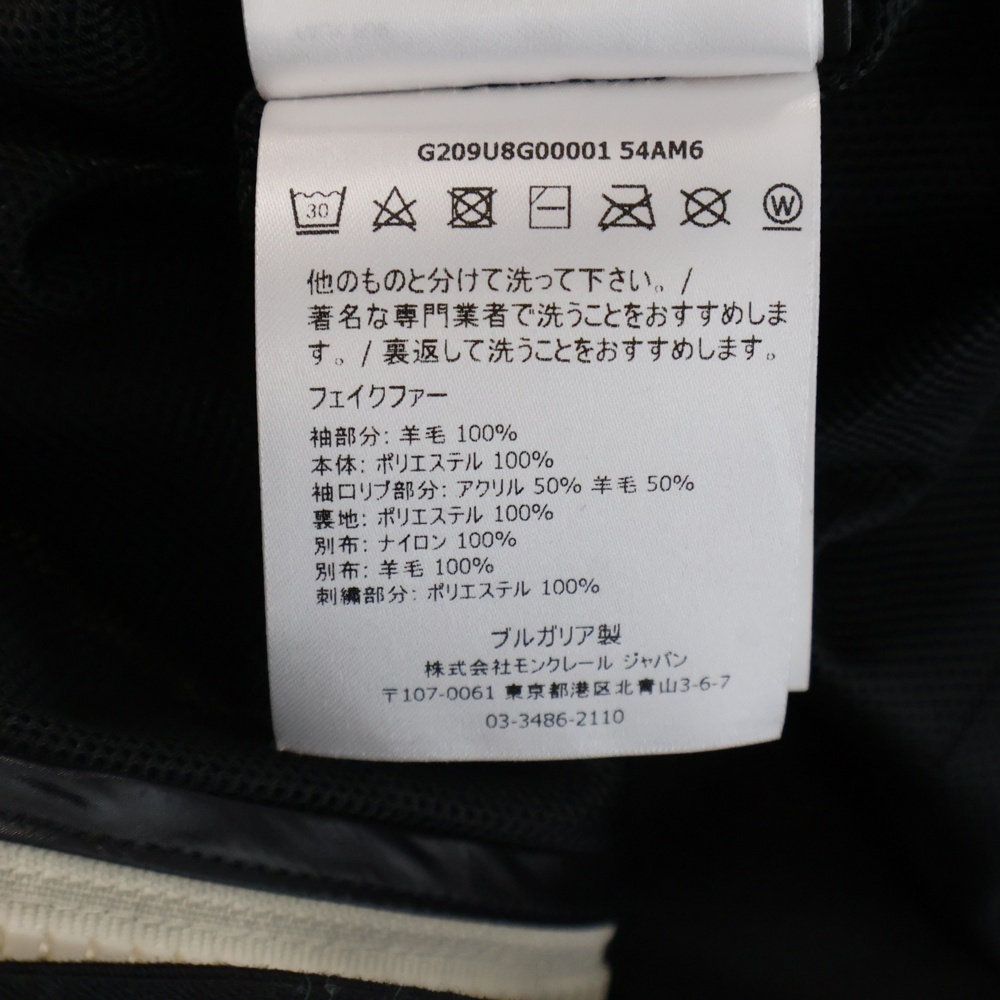 G209U8G00001 54AM6
30 W
他のものと分けて洗って下さい。/
著名な専門業者で洗うことをおすすめしま
す。/ 裏返して洗うことをおすすめします。
フェイクファー
袖部分: 羊毛 100%
本体: ポリエステル 100%
袖口リブ部分: アクリル 50% 羊毛 50%
裏地: ポリエステル 100%
別布: ナイロン 100%
別布: 羊毛 100%
刺繍部分: ポリエステル 100%
ブルガリア製
株式会社モンクレール ジャパン
〒107-0061 東京都港区北青山3-6-7
03-3486-2110